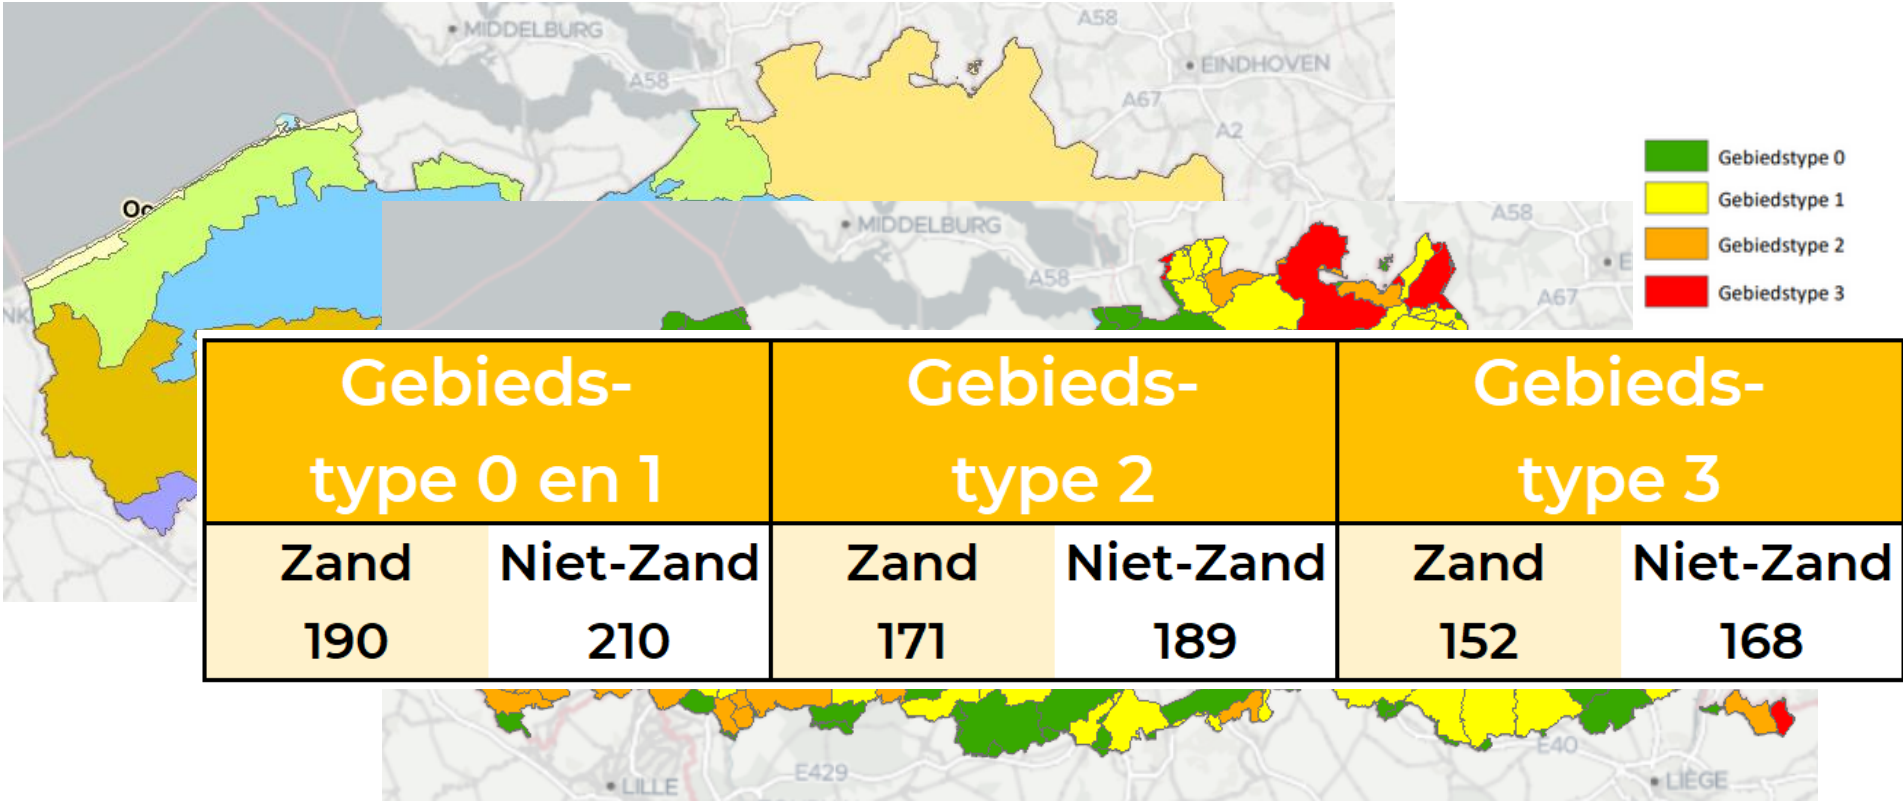 MIDDELBURG
A58
A58
EINDHOVEN
A67
A2
Gebiedstype 0
Gebiedstype 1
Gebiedstype 2
Gebiedstype 3
MIDDELBURG
A58
A58
A67
Gebieds-
type 0 en 1
Gebieds-
type 2
Gebieds-
type 3
Zand
Niet-Zand
Zand
Niet-Zand
Zand
Niet-Zand
190
210
171
189
152
168
E40
E429
LILLE
LIÈGE